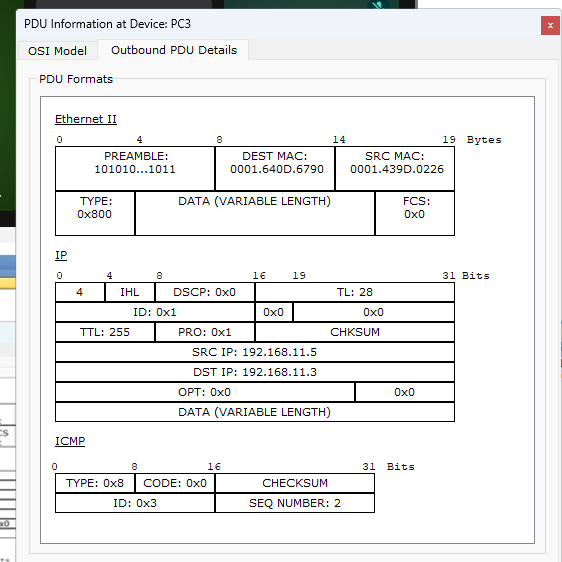 PDU Information at Device: PC3
x
OSI Model Outbound PDU Details
PDU Formats
Ethernet II
0 4 8 14 19 Bytes
PREAMBLE: DEST MAC: SRC MAC:
101010...1011 0001.640D.6790 0001.439D.0226
TYPE: DATA (VARIABLE LENGTH) FCS:
0x800 0x0
IP
0 4 8 16 19 31 Bits
4 IHL DSCP: 0x0 TL: 28
ID: 0x1 0x0 0x0
TTL: 255 PRO: 0x1 CHKSUM
SRC IP: 192.168.11.5
DST IP: 192.168.11.3
OPT: 0x0 0x0
DATA (VARIABLE LENGTH)
ICMP
0 8 16 31 Bits
TYPE: 0x8 CODE: 0x0 CHECKSUM
ID: 0x3 SEQ NUMBER: 2